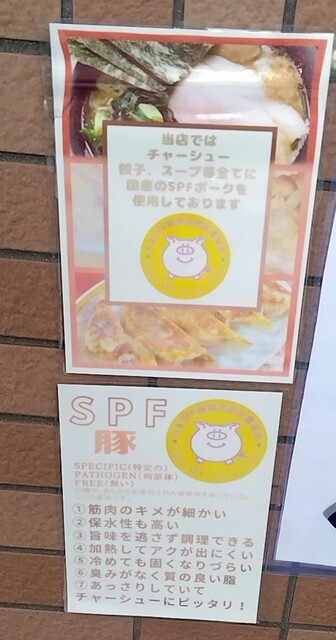 当店では
チャーシュー
餃子、スープ等全てに
国産のSPFポークを
使用しております
SPF
豚
SPECIFIC(特定の)
PATHOGEN(病原体)
FREE(無い)
①筋肉のキメが細かい
②保水性も高い
③旨味を逃さず調理できる
④加熱してアクが出にくい
⑤冷めても固くなりづらい
⑥臭みがなく質の良い脂
⑦あっさりしていて
チャーシューにピッタリ！